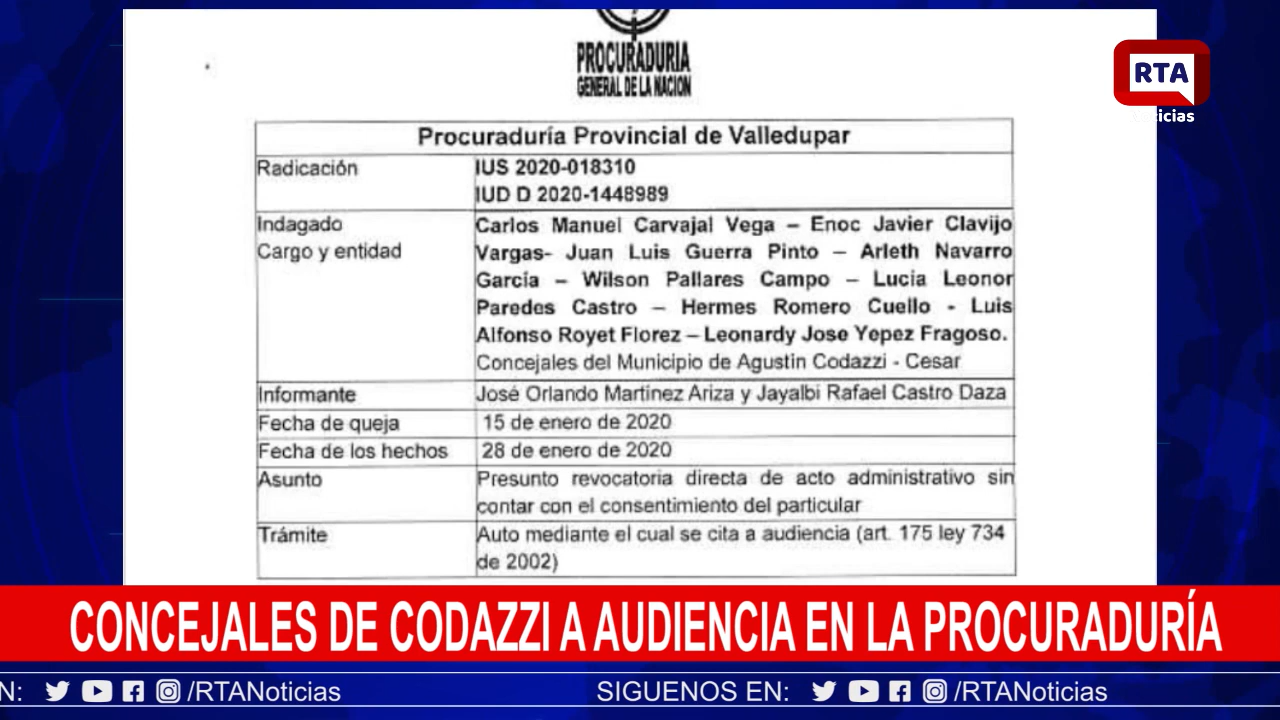 PROCURADURIA
GENERAL DE LA NACION
RTA
Procuraduría Provincial de Valledupar
Radicación
IUS 2020-018310
IUD D 2020-1448989
Indagado
Cargo y entidad
Carlos Manuel Carvajal Vega – Enoc Javier Clavijo
Vargas- Juan Luis Guerra Pinto – Arleth Navarro
García – Wilson Pallares Campo – Lucia Leonor
Paredes Castro – Hermes Romero Cuello - Luis
Alfonso Royet Florez – Leonardy Jose Yepez Fragoso.
Concejales del Municipio de Agustin Codazzi - Cesar
Informante
José Orlando Martínez Ariza y Jayalbi Rafael Castro Daza
Fecha de queja
15 de enero de 2020
Fecha de los hechos
28 de enero de 2020
Asunto
Presunto revocatoria directa de acto administrativo sin
contar con el consentimiento del particular
Trámite
Auto mediante el cual se cita a audiencia (art. 175 ley 734
de 2002)
CONCEJALES DE CODAZZI A AUDIENCIA EN LA PROCURADURÍA
N: /RTANoticias SIGUENOS EN: /RTANoticias